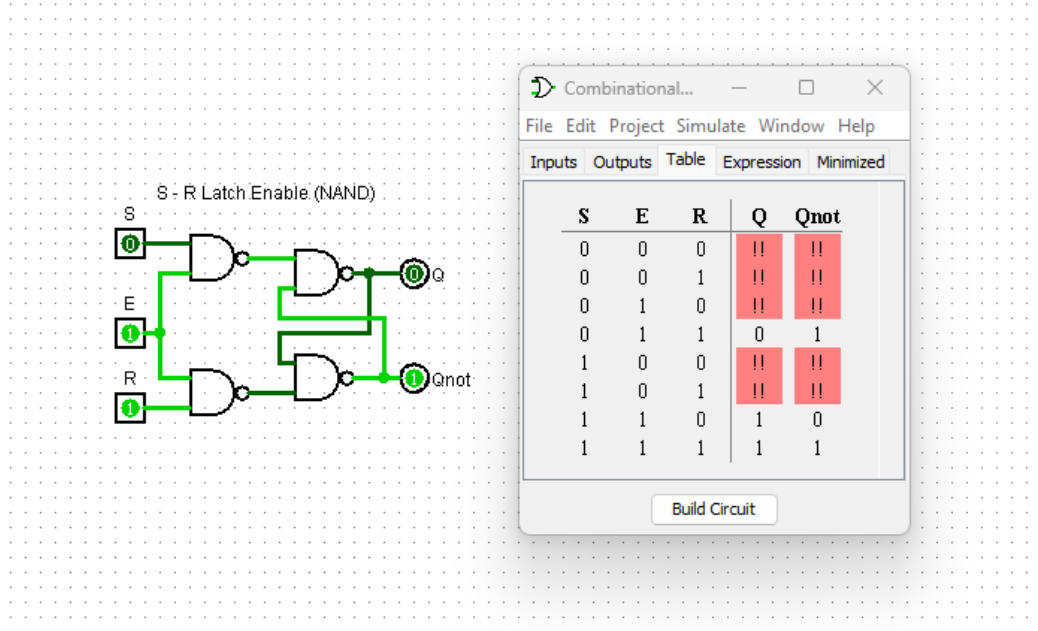 S - R Latch Enable (NAND)
S
0
0 Q
E
1
R
1
1 Qnot
Combinational...
File Edit Project Simulate Window Help
Inputs Outputs Table Expression Minimized
S E R Q Qnot
0 0 0 !! !!
0 0 1 !! !!
0 1 0 !! !!
0 1 1 0 1
1 0 0 !! !!
1 0 1 !! !!
1 1 0 1 0
1 1 1 1 1
Build Circuit